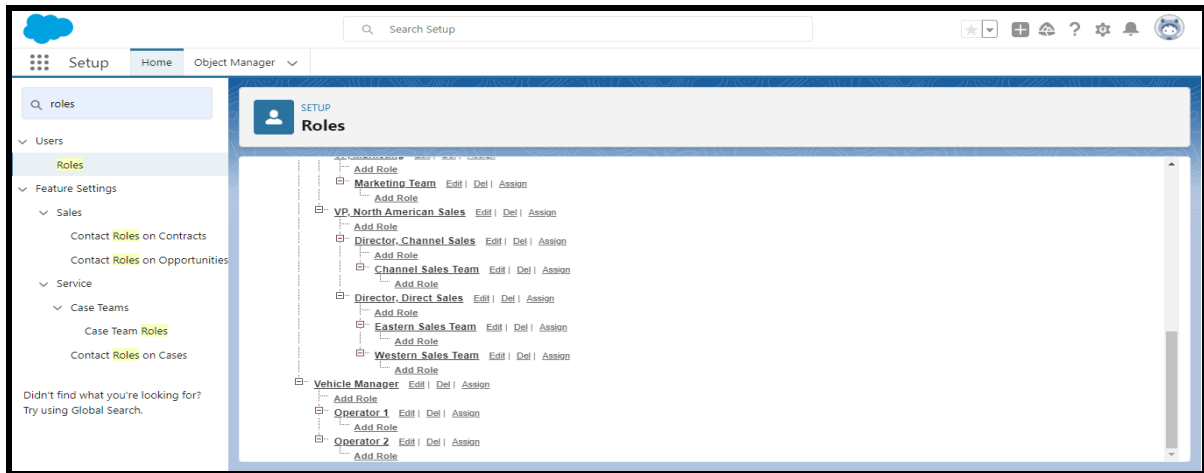 Search Setup
Setup Home Object Manager
roles
Users
Roles
Feature Settings
Sales
Contact Roles on Contracts
Contact Roles on Opportunities
Service
Case Teams
Case Team Roles
Contact Roles on Cases
Didn't find what you're looking for?
Try using Global Search.
SETUP
Roles
Add Role
Marketing Team Edit | Del | Assign
Add Role
VP, North American Sales Edit | Del | Assign
Add Role
Director, Channel Sales Edit | Del | Assign
Add Role
Channel Sales Team Edit | Del | Assign
Add Role
Director, Direct Sales Edit | Del | Assign
Add Role
Eastern Sales Team Edit | Del | Assign
Add Role
Western Sales Team Edit | Del | Assign
Add Role
Vehicle Manager Edit | Del | Assign
Add Role
Operator 1 Edit | Del | Assign
Add Role
Operator 2 Edit | Del | Assign
Add Role